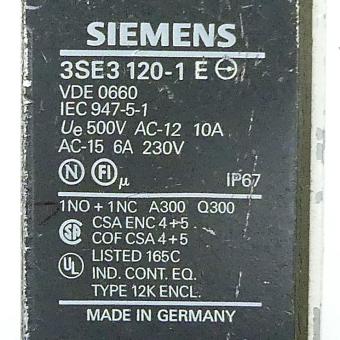 SIEMENS
3SE3 120-1 E
VDE 0660
IEC 947-5-1
Ue 500V AC-12 10A
AC-15 6A 230V
N FI µ IP67
1NO + 1NC A300 Q300
CSA ENC 4+5
COF CSA 4+5
LISTED 165C
IND. CONT. EQ.
TYPE 12K ENCL.
MADE IN GERMANY